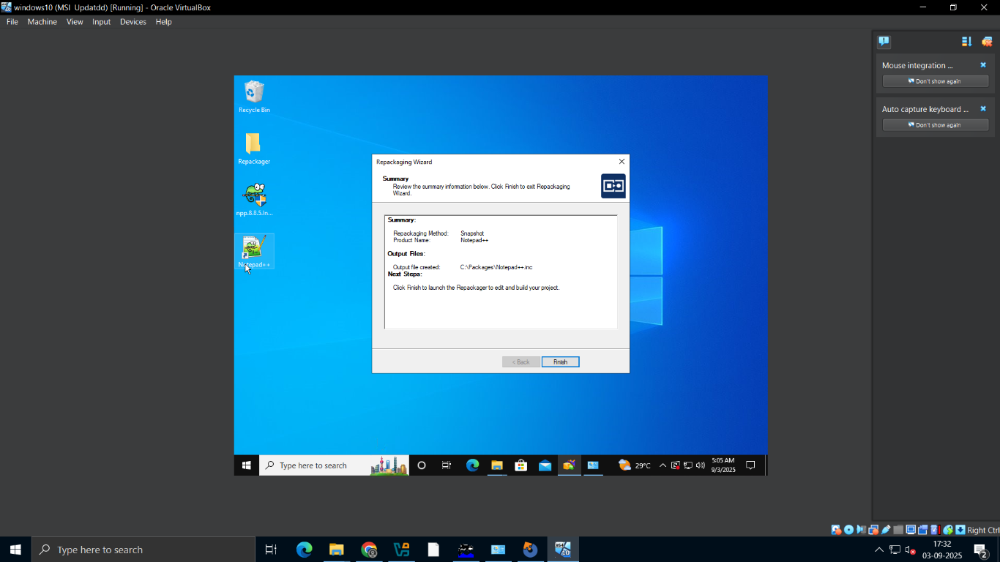 windows10 (MSI  Updatdd) [Running] - Oracle VirtualBox
File Machine View Input Devices Help
Mouse integration ...
Don't show again
Auto capture keyboard ...
Don't show again
Recycle Bin
Repackager
npp.8.8.5.In...
Notepad++
Repackaging Wizard
Summary
Review the summary information below. Click Finish to exit Repackaging
Wizard.
Summary:
Repackaging Method: Snapshot
Product Name: Notepad++
Output Files:
Output file created: C:\Packages\Notepad++.inc
Next Steps:
Click Finish to launch the Repackager to edit and build your project.
< Back Finish
Type here to search
29°C
5:05 AM
9/3/2025
Right Ctrl
Type here to search
17:32
03-09-2025
2